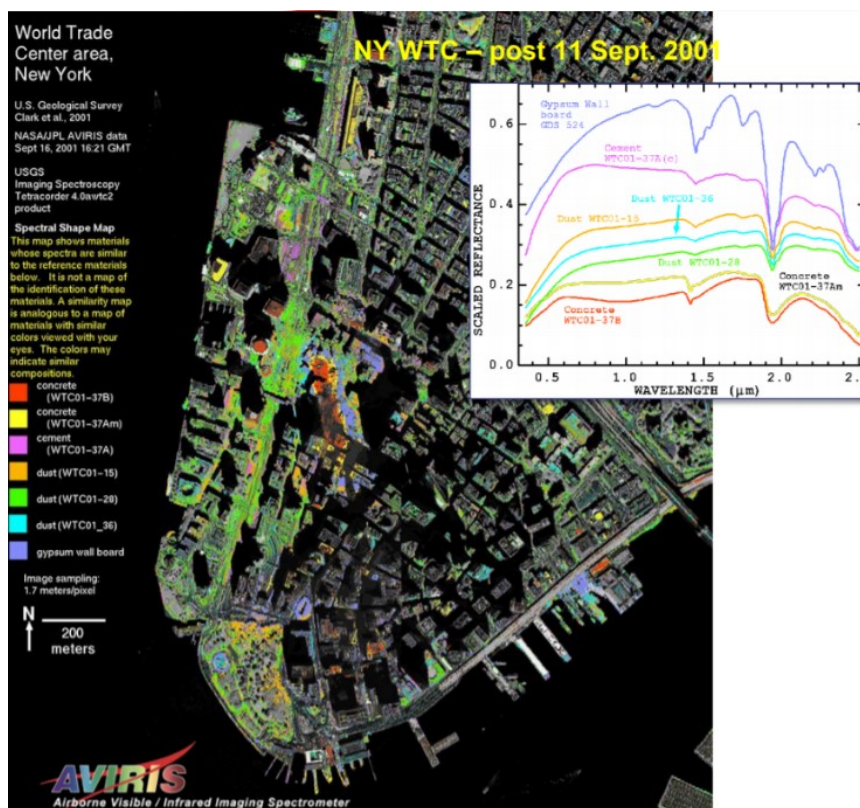 World Trade
Center area,
New York
NY WTC – post 11 Sept. 2001
U.S. Geological Survey
Clark et al., 2001
NASA/JPL AVIRIS data
Sept 16, 2001 16:21 GMT
USGS
Imaging Spectroscopy
Tetracorder 4.0awtc2
product
Spectral Shape Map
This map shows materials
whose spectra are similar
to the reference materials
below. It is not a map of
the identification of these
materials. A similarity map
is analogous to a map of
materials with similar
colors viewed with your
eyes. The colors may
indicate similar
compositions.
concrete
(WTC01-37B)
concrete
(WTC01-37Am)
cement
(WTC01-37A)
dust (WTC01-15)
dust (WTC01-28)
dust (WTC01_36)
gypsum wall board
Image sampling:
1.7 meters/pixel
N
200
meters
AVIRIS
Airborne Visible / Infrared Imaging Spectrometer
Gypsum Wall
board
GDS 524
Cement
WTC01-37A(c)
Dust WTC01-36
Dust WTC01-15
Dust WTC01-28
Concrete
WTC01-37Am
Concrete
WTC01-37B
SCALED REFLECTANCE
0.6
0.4
0.2
0.0
0.5
1.0
1.5
2.0
2.5
WAVELENGTH (μm)